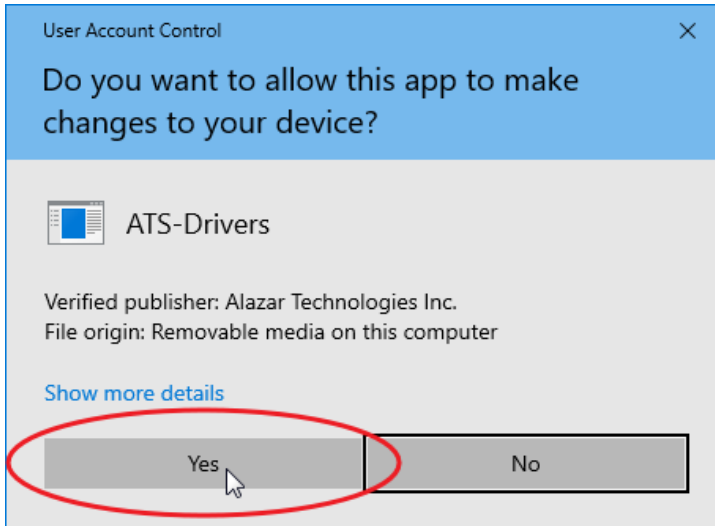 User Account Control
Do you want to allow this app to make
changes to your device?
ATS-Drivers
Verified publisher: Alazar Technologies Inc.
File origin: Removable media on this computer
Show more details
Yes
No